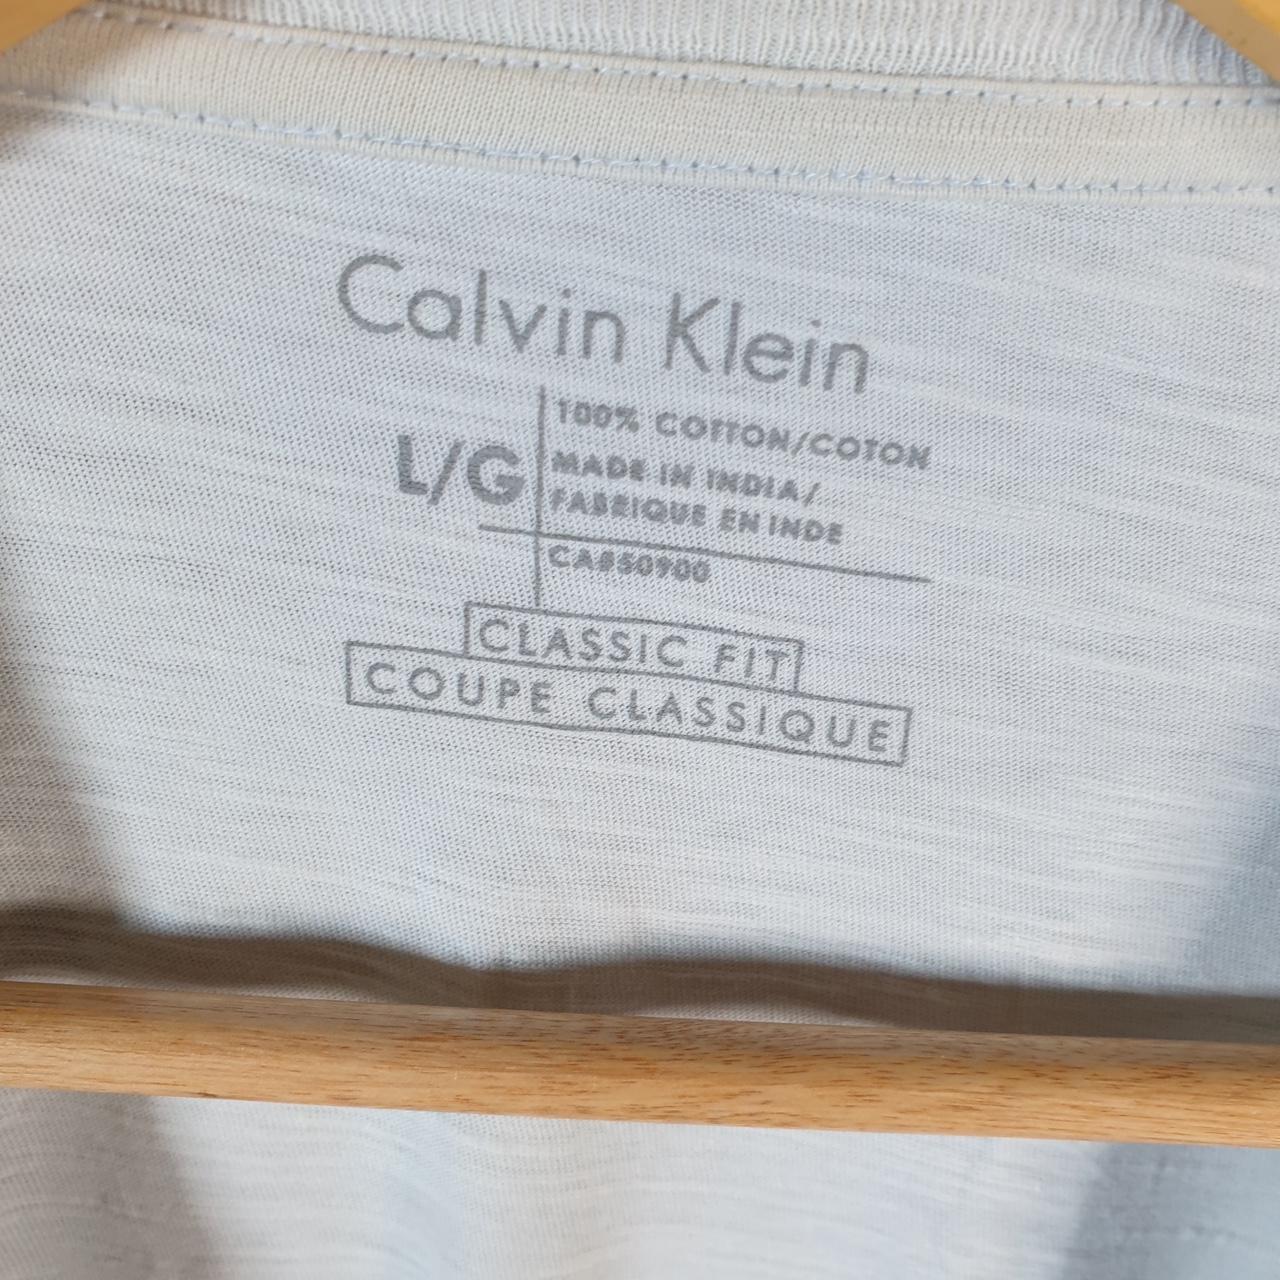 Calvin Klein
L/G
100% COTTON/COTON
MADE IN INDIA/
FABRIQUE EN INDE
CA#50900
CLASSIC FIT
COUPE CLASSIQUE